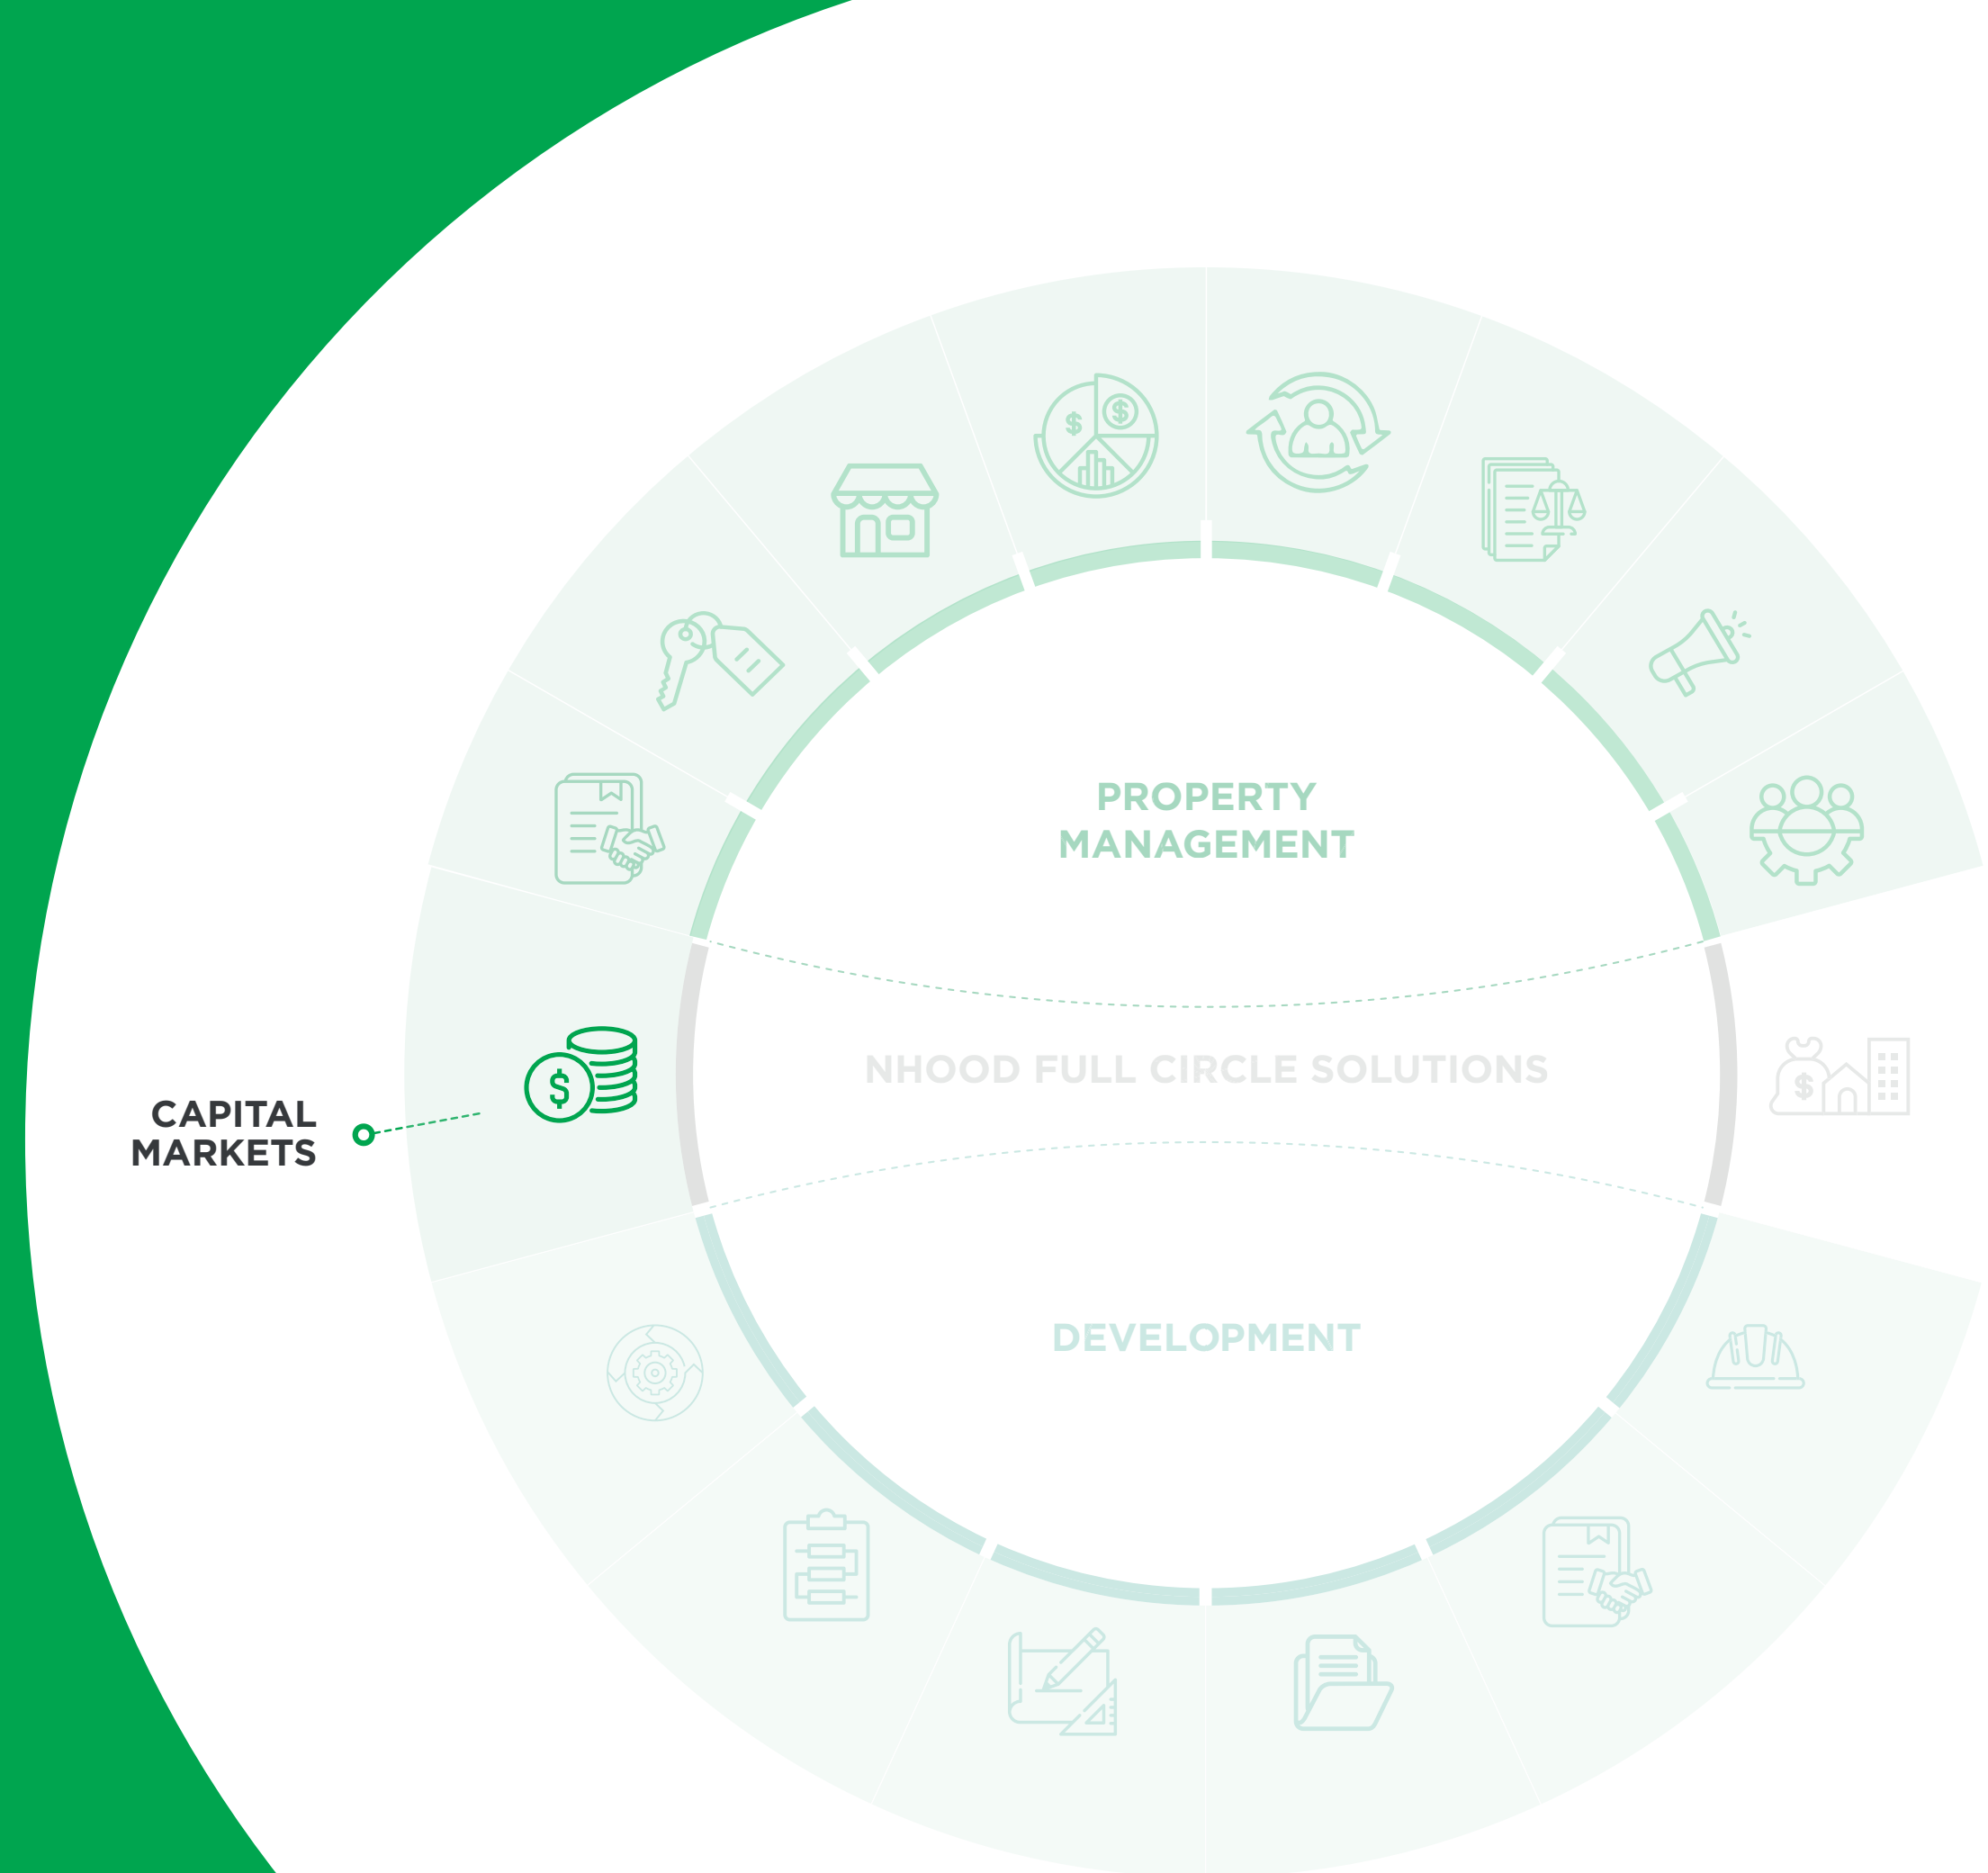 PROPERTY
MANAGEMENT
NHOOD FULL CIRCLE SOLUTIONS
CAPITAL
MARKETS
DEVELOPMENT